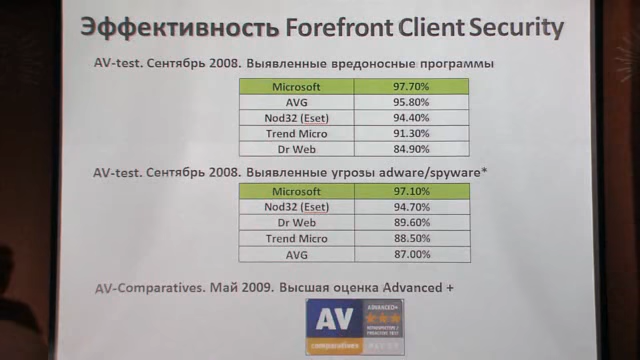 Эффективность Forefront Client Security
AV-test. Сентябрь 2008. Выявленные вредоносные программы
Microsoft 97.70%
AVG 95.80%
Nod32 (Eset) 94.40%
Trend Micro 91.30%
Dr Web 84.90%
AV-test. Сентябрь 2008. Выявленные угрозы adware/spyware*
Microsoft 97.10%
Nod32 (Eset) 94.70%
Dr Web 89.60%
Trend Micro 88.50%
AVG 87.00%
AV-Comparatives. Май 2009. Высшая оценка Advanced +
AV
ADVANCED+
comparatives